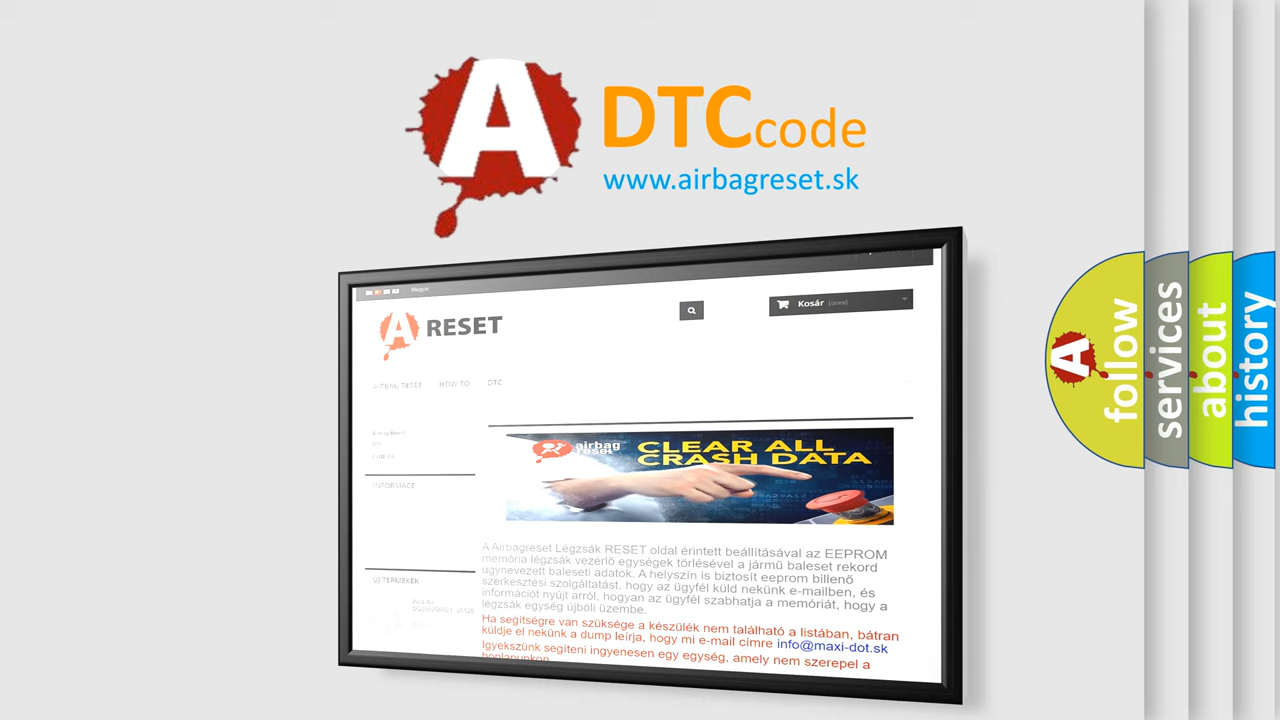 A
DTCcode
www.airbagreset.sk
Magyar
A RESET
Kosár (üres)
AIRBAG RESET HOW TO DTC
INFORMACE
airbag
reset
CLEAR ALL
CRASH DATA
A Airbagreset Légzsák RESET oldal érintett beállításával az EEPROM
memória légzsák vezérlő egységek törlésével a jármű baleset rekord
úgynevezett baleseti adatok. A helyszín is biztosít eeprom billenő
szerkesztési szolgáltatást, hogy az ügyfél küld nekünk e-mailben, és
információt nyújt arról, hogyan az ügyfél szabhatja a memóriát, hogy a
légzsák egység újbóli üzembe.
Ha segítségre van szüksége a készülék nem található a listában, bátran
küldje el nekünk a dump leírja, hogy mi e-mail címre info@maxi-dot.sk
Igyekszünk segíteni ingyenesen egy egység, amely nem szerepel a
honlapunkon
ÚJ TERMÉKEK
A
follow
services
about
history